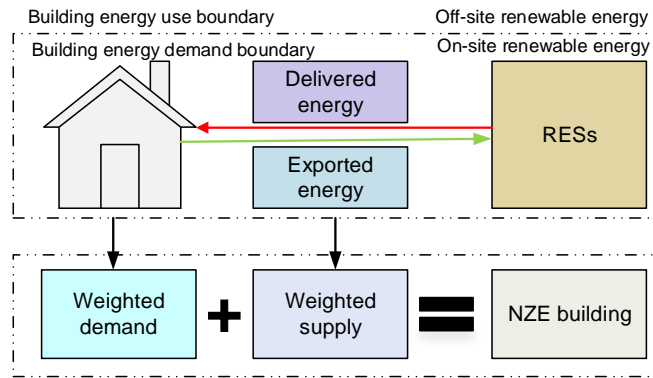 Building energy use boundary
Off-site renewable energy
Building energy demand boundary
On-site renewable energy
Delivered
energy
RESs
Exported
energy
Weighted
demand
+
Weighted
supply
=
NZE building